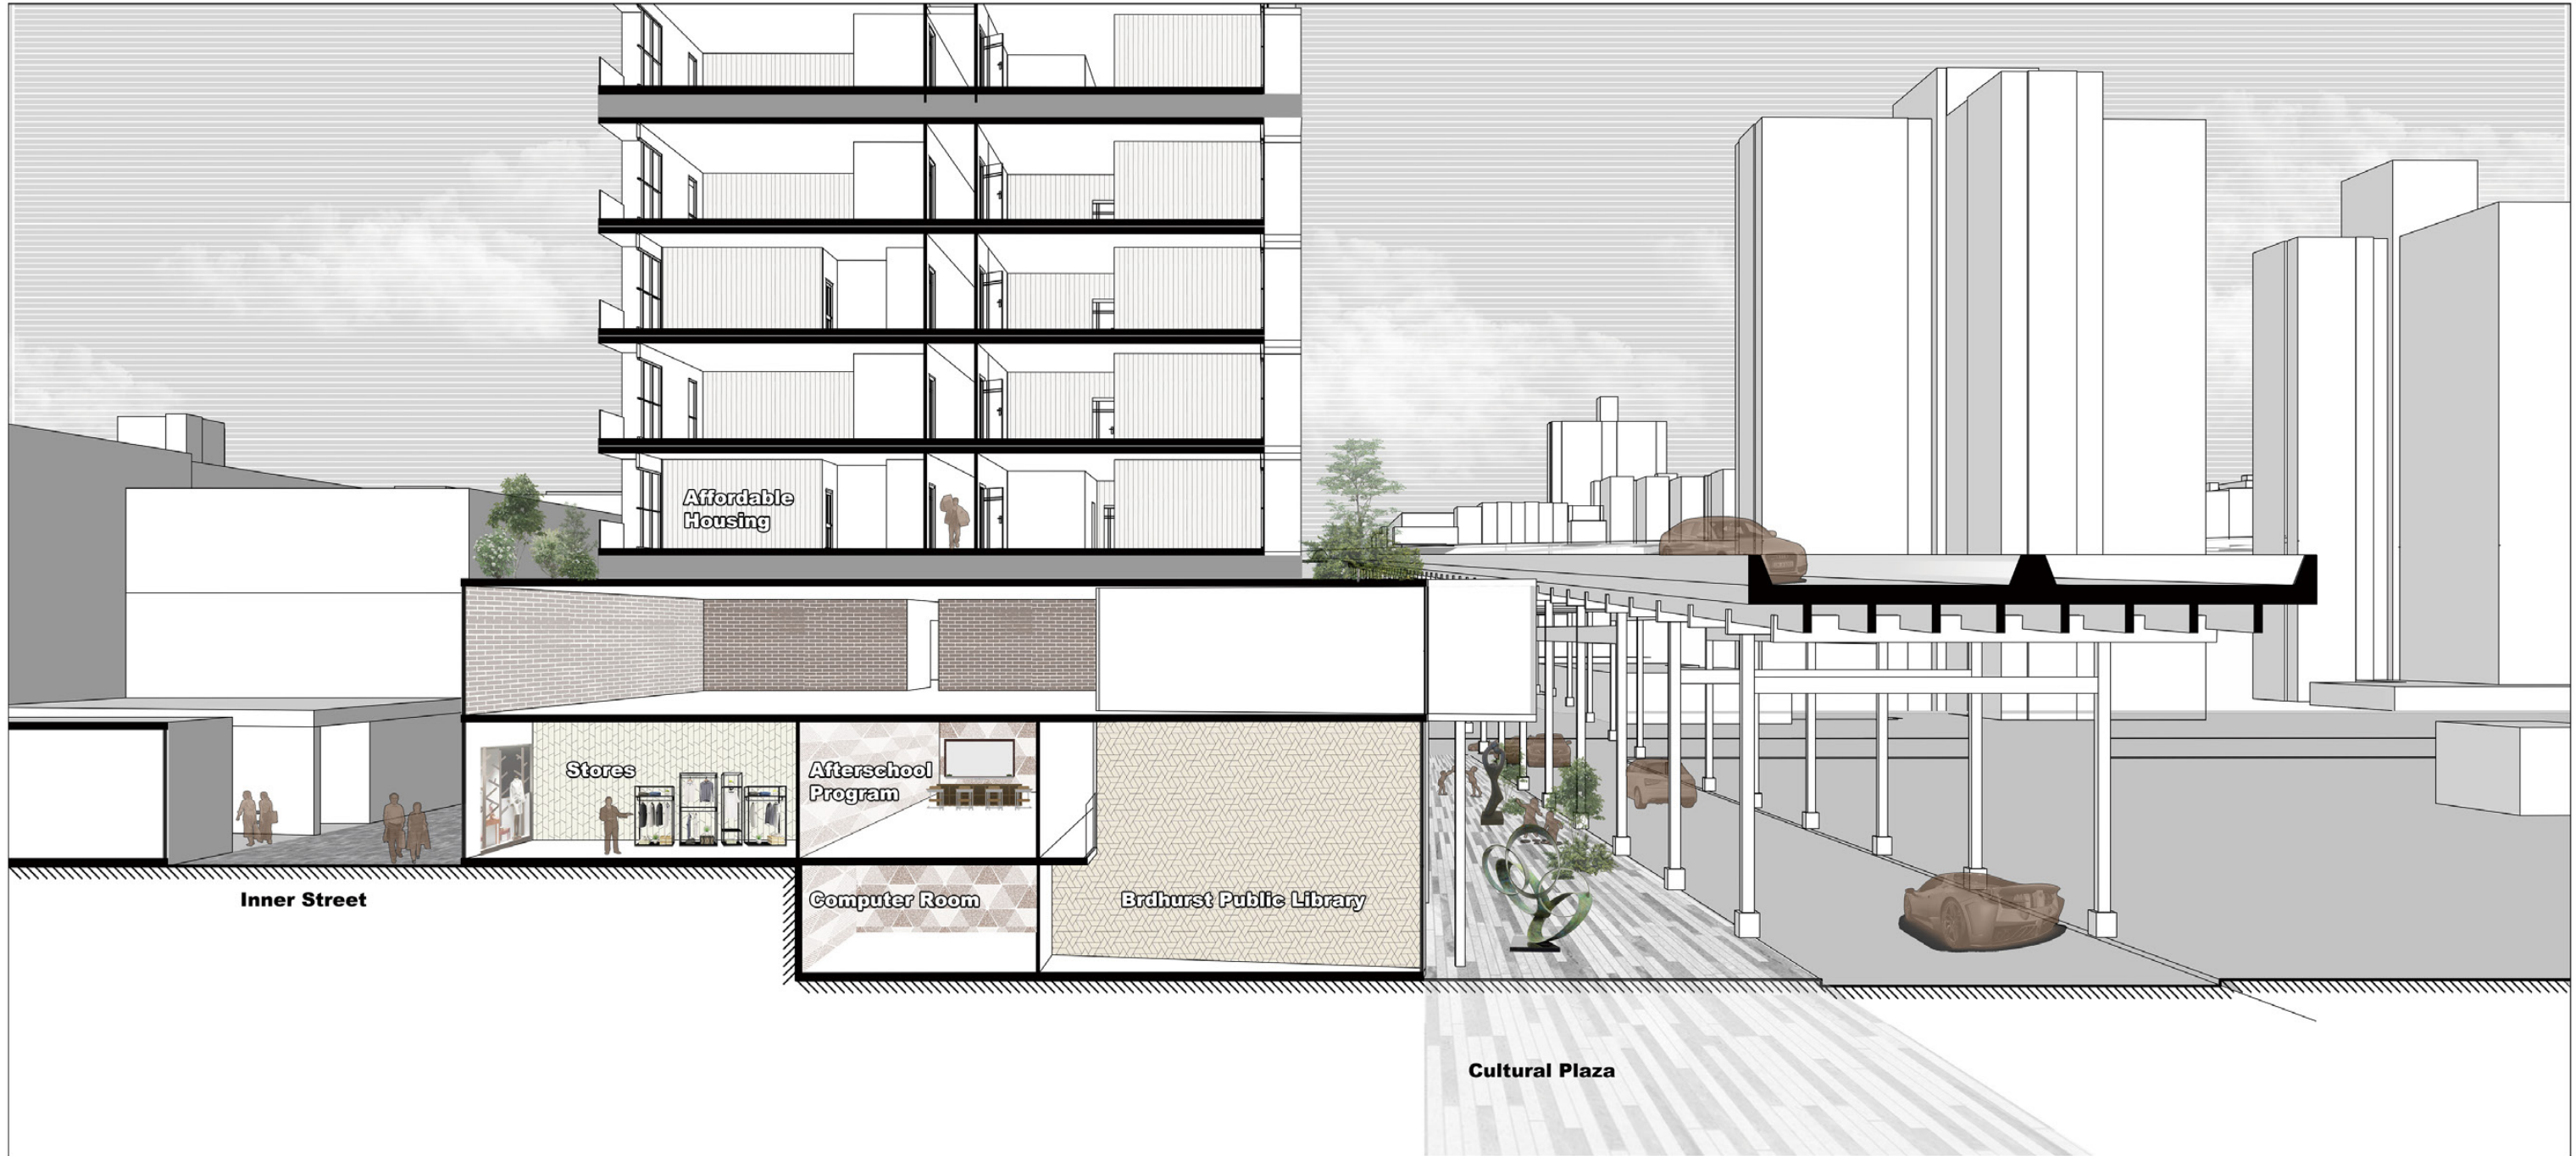 Affordable
Housing
Stores
Afterschool
Program
Computer Room
Brdhurst Public Library
Inner Street
Cultural Plaza